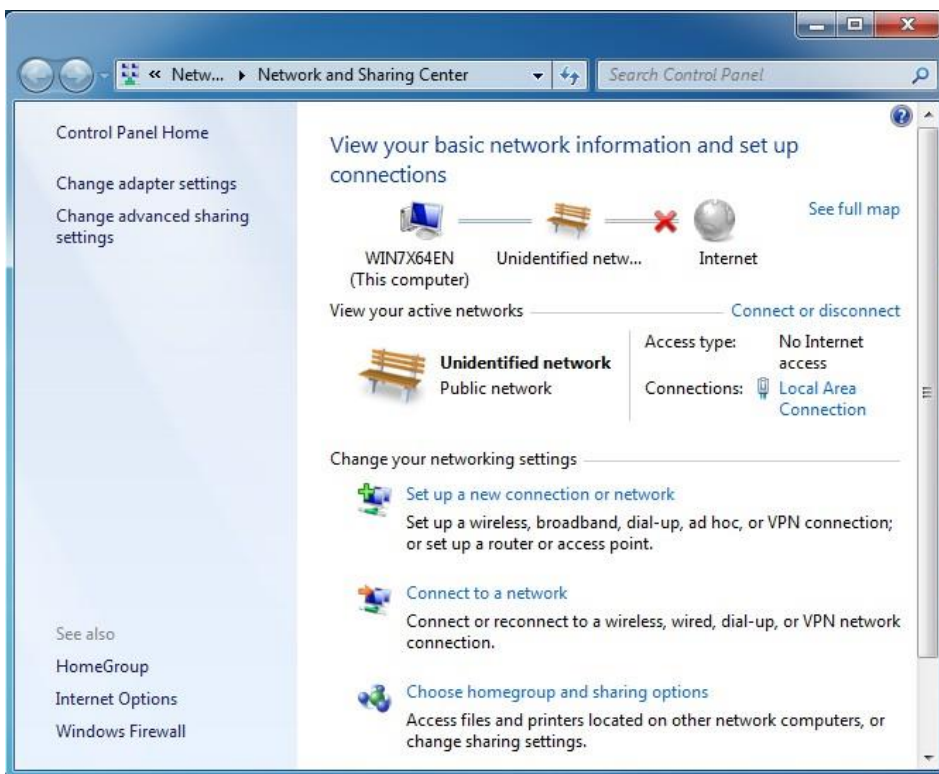 « Netw... ▸ Network and Sharing Center
Search Control Panel
Control Panel Home
Change adapter settings
Change advanced sharing
settings
See also
HomeGroup
Internet Options
Windows Firewall
View your basic network information and set up
connections
See full map
WIN7X64EN
(This computer)
Unidentified netw...
Internet
View your active networks
Connect or disconnect
Unidentified network
Public network
Access type:
No Internet
access
Connections:
Local Area
Connection
Change your networking settings
Set up a new connection or network
Set up a wireless, broadband, dial-up, ad hoc, or VPN connection;
or set up a router or access point.
Connect to a network
Connect or reconnect to a wireless, wired, dial-up, or VPN network
connection.
Choose homegroup and sharing options
Access files and printers located on other network computers, or
change sharing settings.